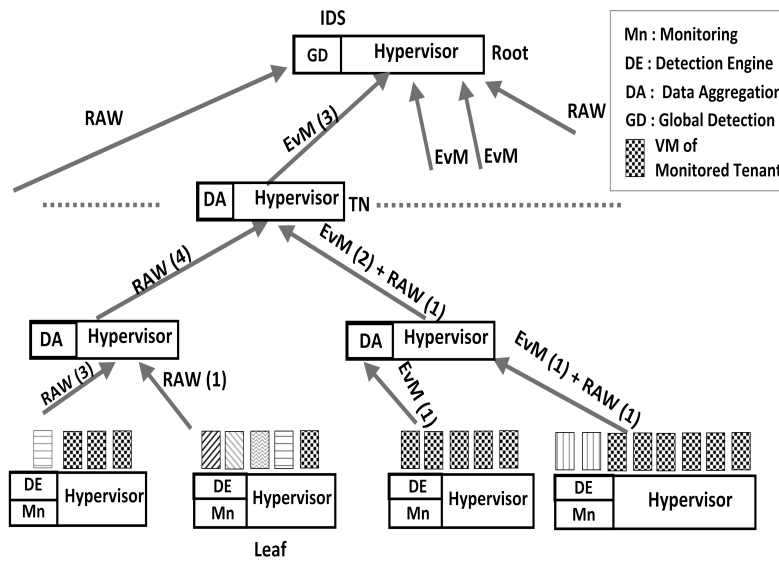 IDS
GD Hypervisor Root
Mn : Monitoring
DE : Detection Engine
DA : Data Aggregation
GD : Global Detection
VM of
Monitored Tenant
RAW
EvM (3)
EvM
EvM
RAW
DA Hypervisor TN
RAW (4)
EvM (2) + RAW (1)
DA Hypervisor
DA Hypervisor
RAW (3)
RAW (1)
EvM (1)
EvM (1) + RAW (1)
DE
Mn
Hypervisor
DE
Mn
Hypervisor
DE
Mn
Hypervisor
DE
Mn
Hypervisor
Leaf